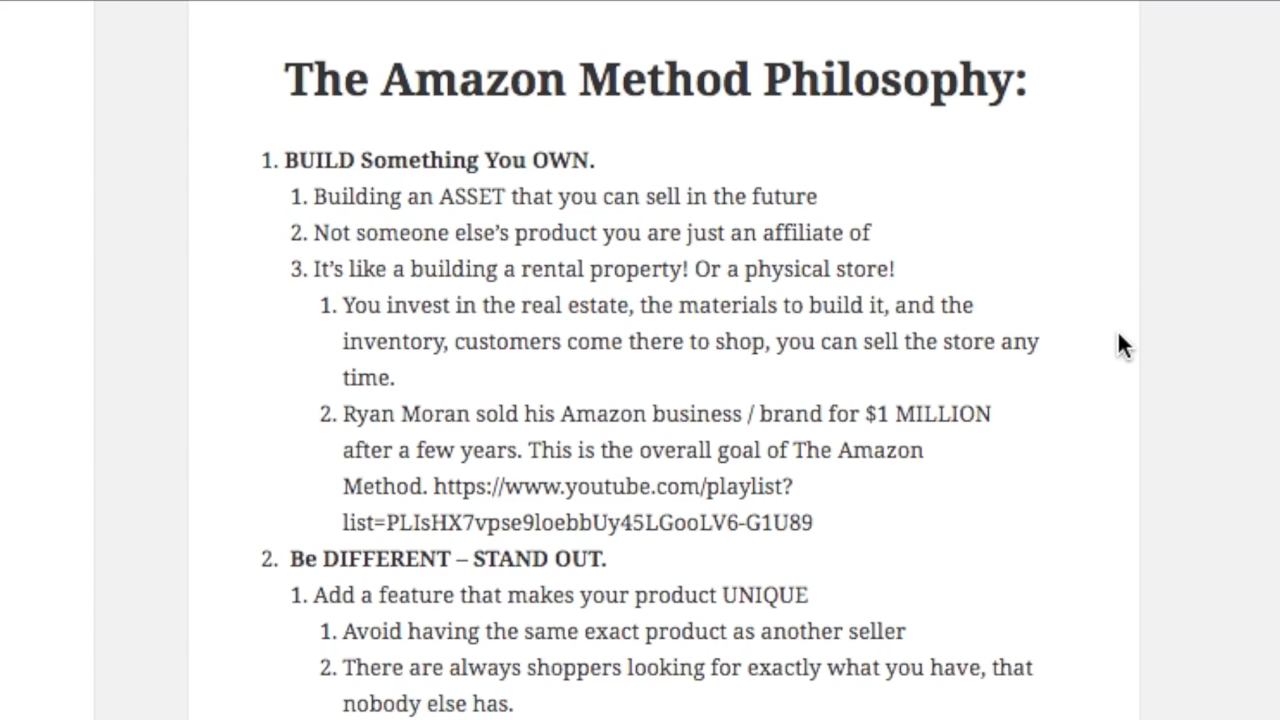 The Amazon Method Philosophy:
1. BUILD Something You OWN.
1. Building an ASSET that you can sell in the future
2. Not someone else’s product you are just an affiliate of
3. It’s like a building a rental property! Or a physical store!
1. You invest in the real estate, the materials to build it, and the
inventory, customers come there to shop, you can sell the store any
time.
2. Ryan Moran sold his Amazon business / brand for $1 MILLION
after a few years. This is the overall goal of The Amazon
Method. https://www.youtube.com/playlist?
list=PLIsHX7vpse9loebbUy45LGooLV6-G1U89
2. Be DIFFERENT – STAND OUT.
1. Add a feature that makes your product UNIQUE
1. Avoid having the same exact product as another seller
2. There are always shoppers looking for exactly what you have, that
nobody else has.